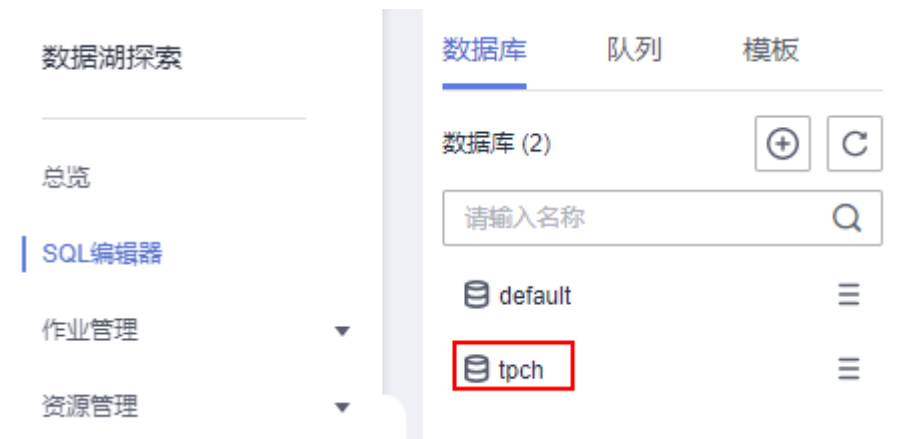 数据湖探索
总览
SQL编辑器
作业管理
资源管理
数据库 队列 模板
数据库 (2)
请输入名称
default
tpch